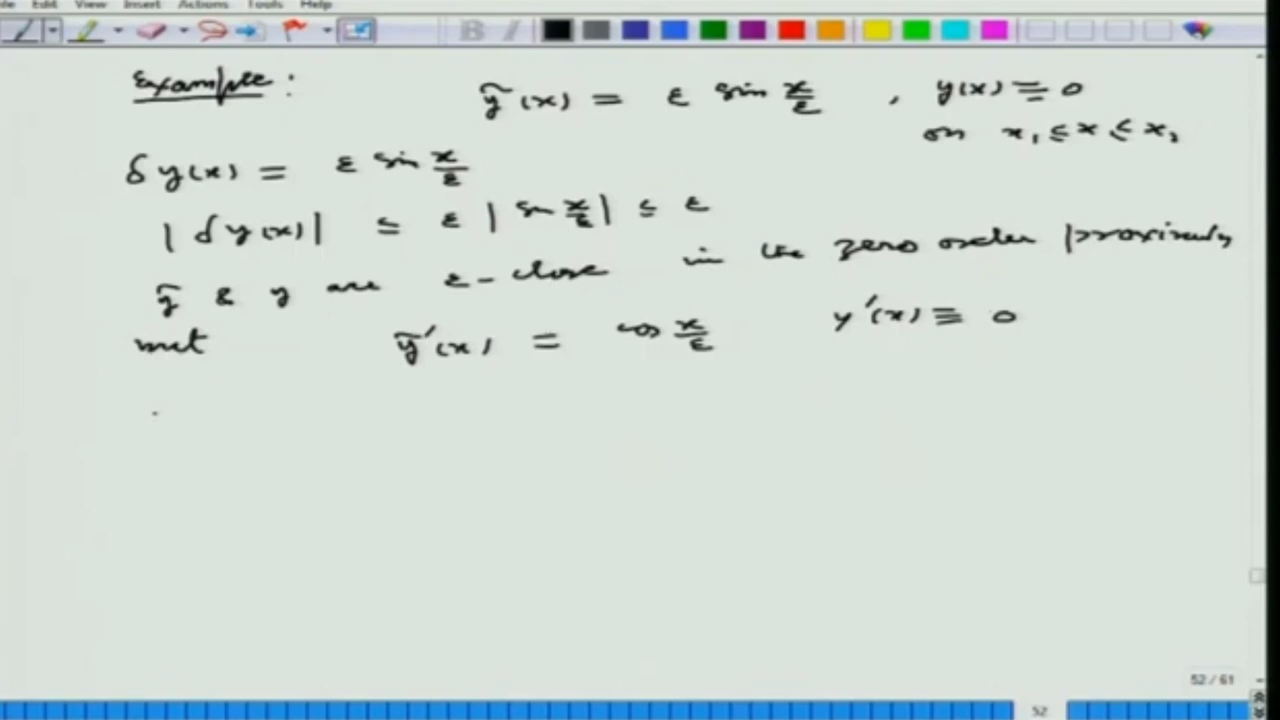 Edit View Insert Actions Tools Help
Example :
ỹ(x) = ε sin x/ε , y(x) ≡ 0
on x₁ ≤ x ≤ x₂
δy(x) = ε sin x/ε
|δy(x)| ≤ ε |sin x/ε| ≤ ε
ỹ & y are ε-close in the zero order proximity
but ỹ'(x) = cos x/ε y'(x) ≡ 0
52 / 61
52